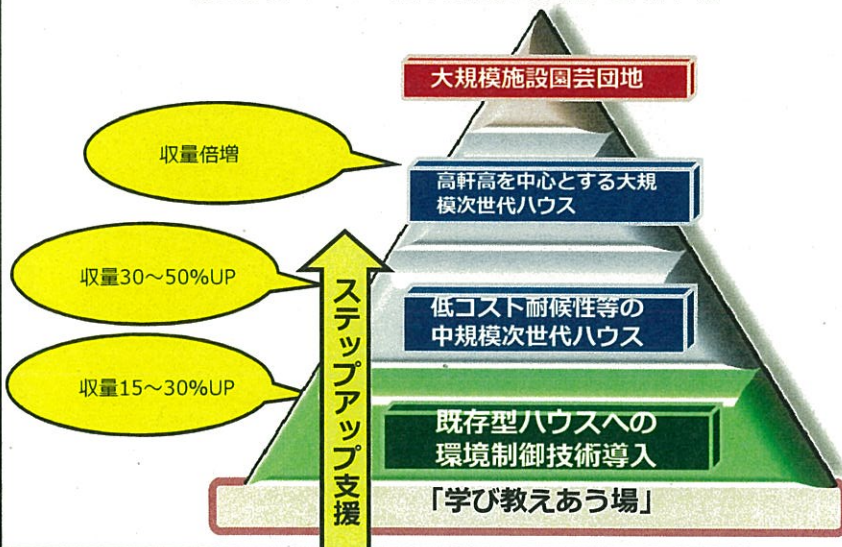 大規模施設園芸団地
収量倍増
高軒高を中心とする大規
模次世代ハウス
収量30～50%UP
低コスト耐候性等の
中規模次世代ハウス
収量15～30%UP
既存型ハウスへの
環境制御技術導入
ステップアップ支援
「学び教えあう場」